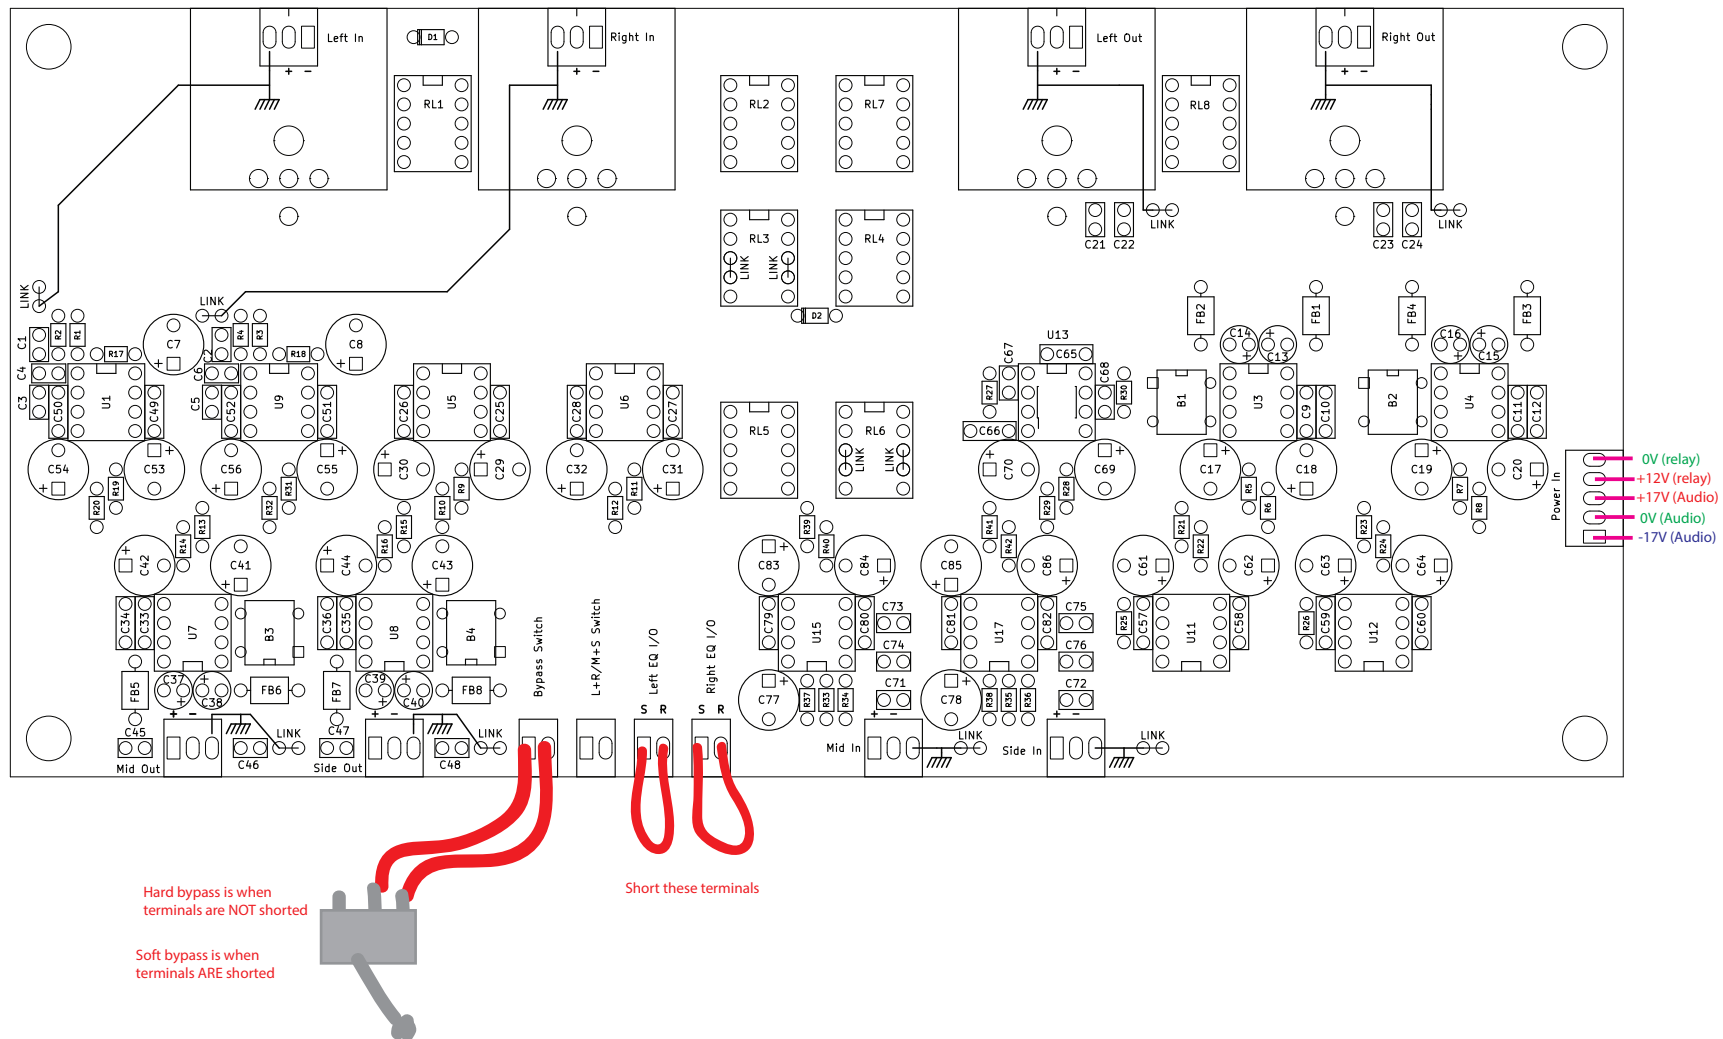 Left In
D1
Right In
Left Out
Right Out
+ -
+ -
+ -
+ -
RL1
RL2
RL7
RL8
LINK
LINK
C21
C22
C23
C24
RL3
LINK
LINK
RL4
D2
LINK
LINK
C1
R2
R1
R17
C7
+
C2
R4
R3
R18
C8
+
FB2
FB1
FB4
FB3
C14
+
C13
+
C16
+
C15
+
U13
C65
C67
C68
R27
R30
C66
C4
C3
C50
U1
C49
C6
C5
C52
U9
C51
C26
U5
C25
C28
U6
C27
RL5
RL6
LINK
LINK
B1
U3
C9
C10
B2
U4
C11
C12
C54
+
C53
+
C56
+
C55
+
C30
+
C29
+
C32
+
C31
+
C70
+
C69
+
C17
+
C18
+
C19
+
C20
+
Power In
0V (relay)
+12V (relay)
+17V (Audio)
0V (Audio)
-17V (Audio)
R20
R19
R32
R31
R10
R9
R12
R11
R29
R28
R5
R6
R7
R8
R14
R13
R16
R15
R39
R40
R41
R42
R21
R22
R23
R24
C42
+
C41
+
C44
+
C43
+
C83
+
C84
+
C85
+
C86
+
C61
+
C62
+
C63
+
C64
+
C34
C33
U7
B3
C36
C35
U8
B4
Bypass Switch
L+R/M+S Switch
Left EQ I/O
Right EQ I/O
C79
U15
C80
C73
C74
C71
C81
U17
C82
C75
C76
C72
R25
C57
U11
C58
R26
C59
U12
C60
FB5
C37
+
C38
+
FB6
FB7
C39
+
C40
+
FB8
S R
S R
C77
+
R37
R33
R34
C78
+
R38
R35
R36
+ -
+ -
+ -
+ -
C45
Mid Out
C46
LINK
C47
Side Out
C48
LINK
Mid In
LINK
Side In
LINK
Hard bypass is when
terminals are NOT shorted
Short these terminals
Soft bypass is when
terminals ARE shorted